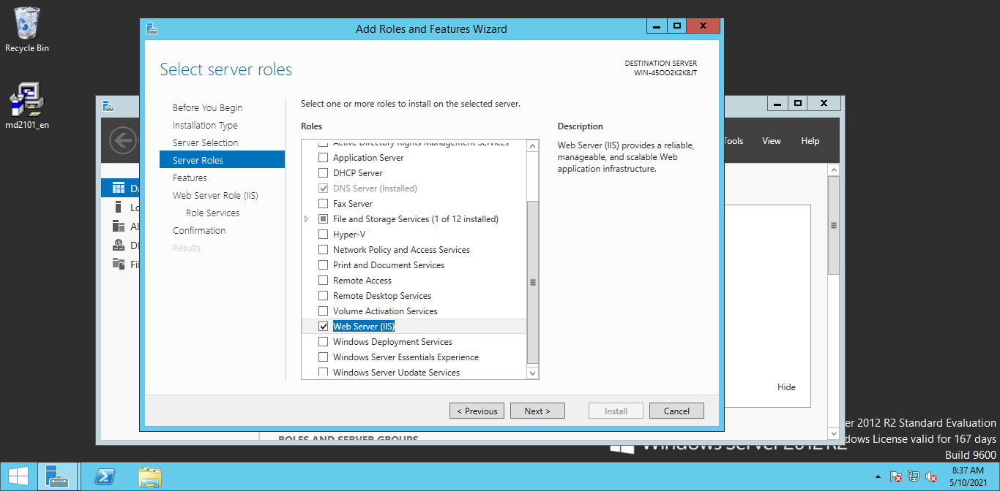 Recycle Bin
md2101_en
Add Roles and Features Wizard
Select server roles
DESTINATION SERVER
WIN-45OO2K2K8JT
Before You Begin
Installation Type
Server Selection
Server Roles
Features
Web Server Role (IIS)
Role Services
Confirmation
Results
Select one or more roles to install on the selected server.
Roles
Active Directory Rights Management Services
Application Server
DHCP Server
DNS Server (Installed)
Fax Server
File and Storage Services (1 of 12 installed)
Hyper-V
Network Policy and Access Services
Print and Document Services
Remote Access
Remote Desktop Services
Volume Activation Services
Web Server (IIS)
Windows Deployment Services
Windows Server Essentials Experience
Windows Server Update Services
Description
Web Server (IIS) provides a reliable,
manageable, and scalable Web
application infrastructure.
< Previous
Next >
Install
Cancel
Tools
View
Help
Da
Lo
Al
Fil
Hide
ROLES AND SERVER GROUPS
Windows Server 2012 R2
er 2012 R2 Standard Evaluation
dows License valid for 167 days
Build 9600
8:37 AM
5/10/2021